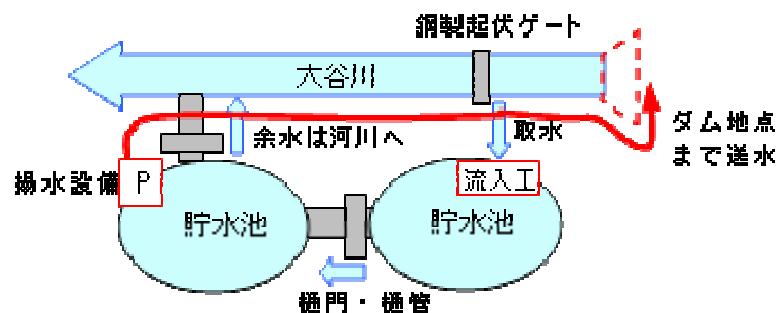 鋼製起伏ゲート
大谷川
余水は河川へ
取水
ダム地点
まで送水
揚水設備
P
流入工
貯水池
貯水池
樋門・樋管